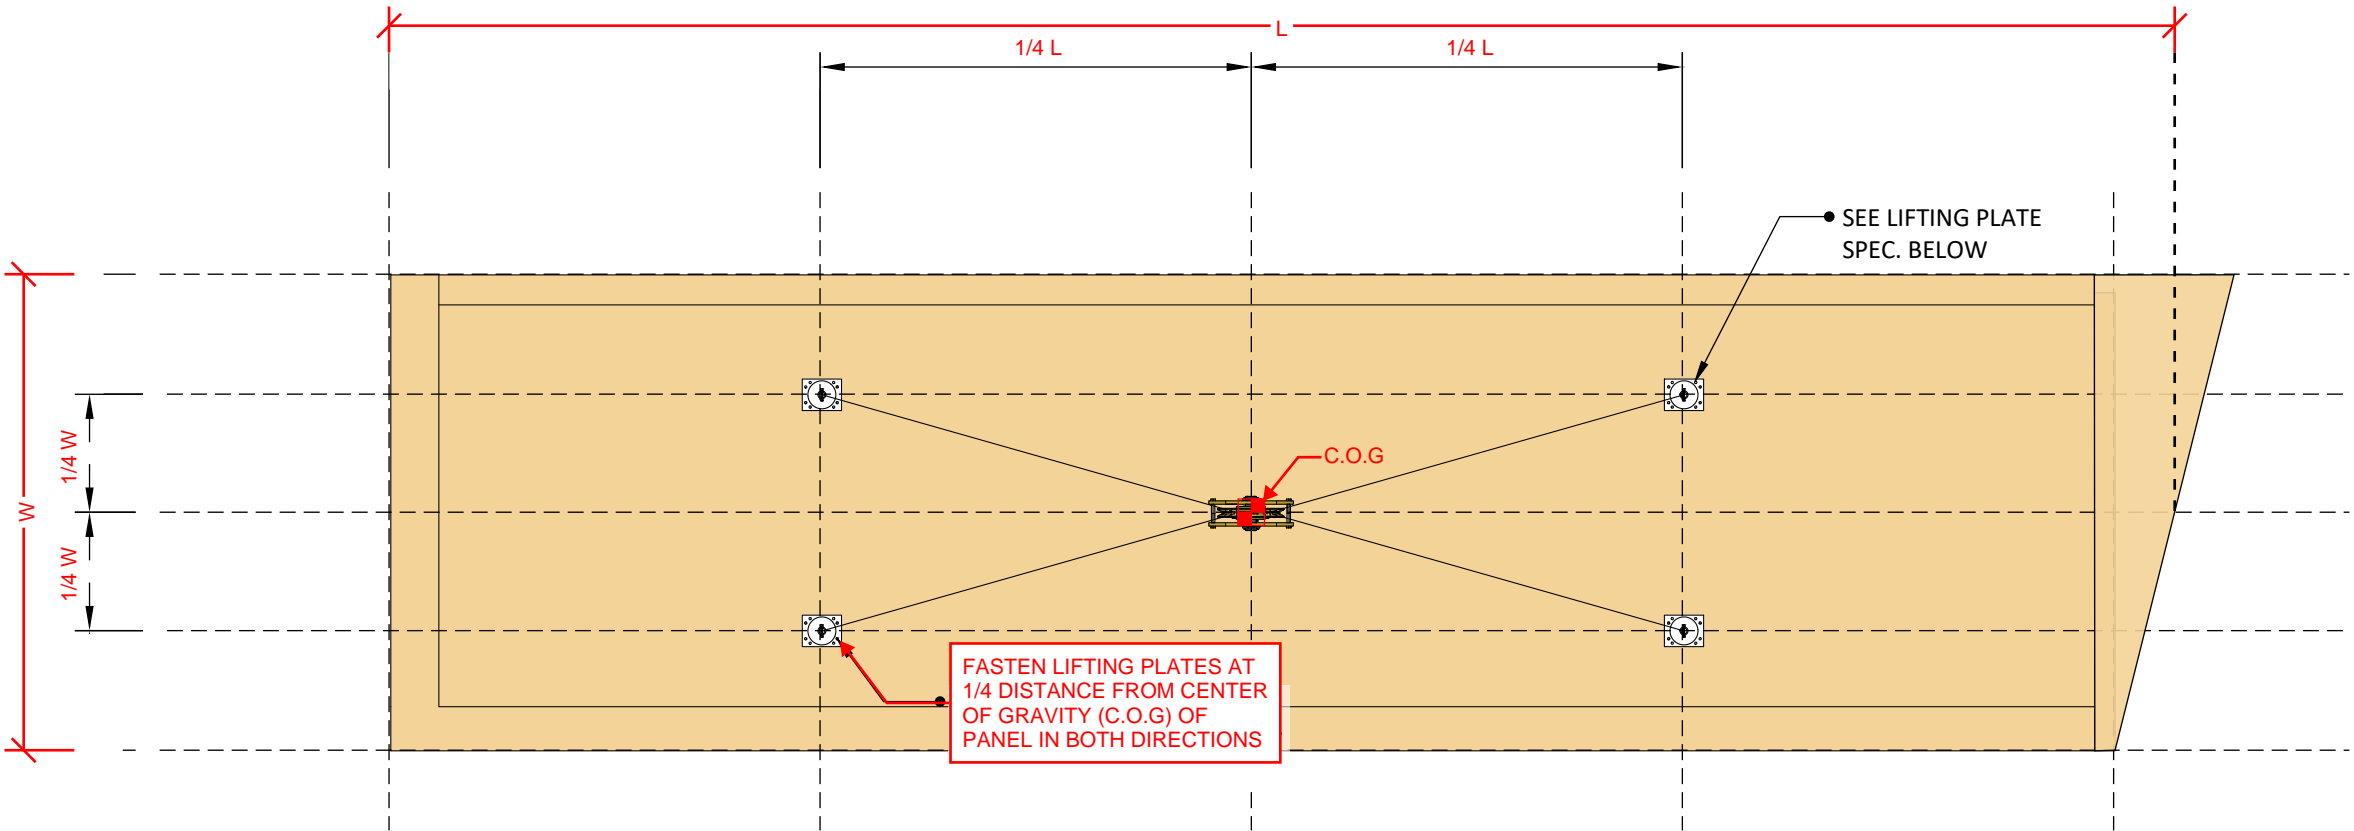 L
1/4 L
1/4 L
SEE LIFTING PLATE
SPEC. BELOW
1/4 W
C.O.G
W
1/4 W
FASTEN LIFTING PLATES AT
1/4 DISTANCE FROM CENTER
OF GRAVITY (C.O.G) OF
PANEL IN BOTH DIRECTIONS